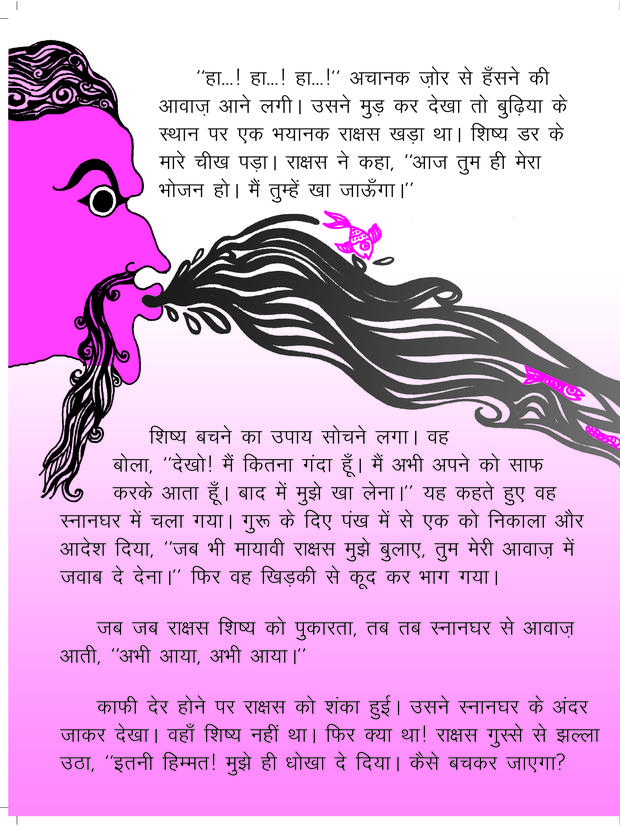 "हा...! हा...! हा...!" अचानक ज़ोर से हँसने की
आवाज़ आने लगी। उसने मुड़ कर देखा तो बुढ़िया के
स्थान पर एक भयानक राक्षस खड़ा था। शिष्य डर के
मारे चीख पड़ा। राक्षस ने कहा, "आज तुम ही मेरा
भोजन हो। मैं तुम्हें खा जाऊँगा।"
शिष्य बचने का उपाय सोचने लगा। वह
बोला, "देखो! मैं कितना गंदा हूँ। मैं अभी अपने को साफ
करके आता हूँ। बाद में मुझे खा लेना।" यह कहते हुए वह
स्नानघर में चला गया। गुरू के दिए पंख में से एक को निकाला और
आदेश दिया, "जब भी मायावी राक्षस मुझे बुलाए, तुम मेरी आवाज़ में
जवाब दे देना।" फिर वह खिड़की से कूद कर भाग गया।
जब जब राक्षस शिष्य को पुकारता, तब तब स्नानघर से आवाज़
आती, "अभी आया, अभी आया।"
काफी देर होने पर राक्षस को शंका हुई। उसने स्नानघर के अंदर
जाकर देखा। वहाँ शिष्य नहीं था। फिर क्या था! राक्षस गुस्से से झल्ला
उठा, "इतनी हिम्मत! मुझे ही धोखा दे दिया। कैसे बचकर जाएगा?